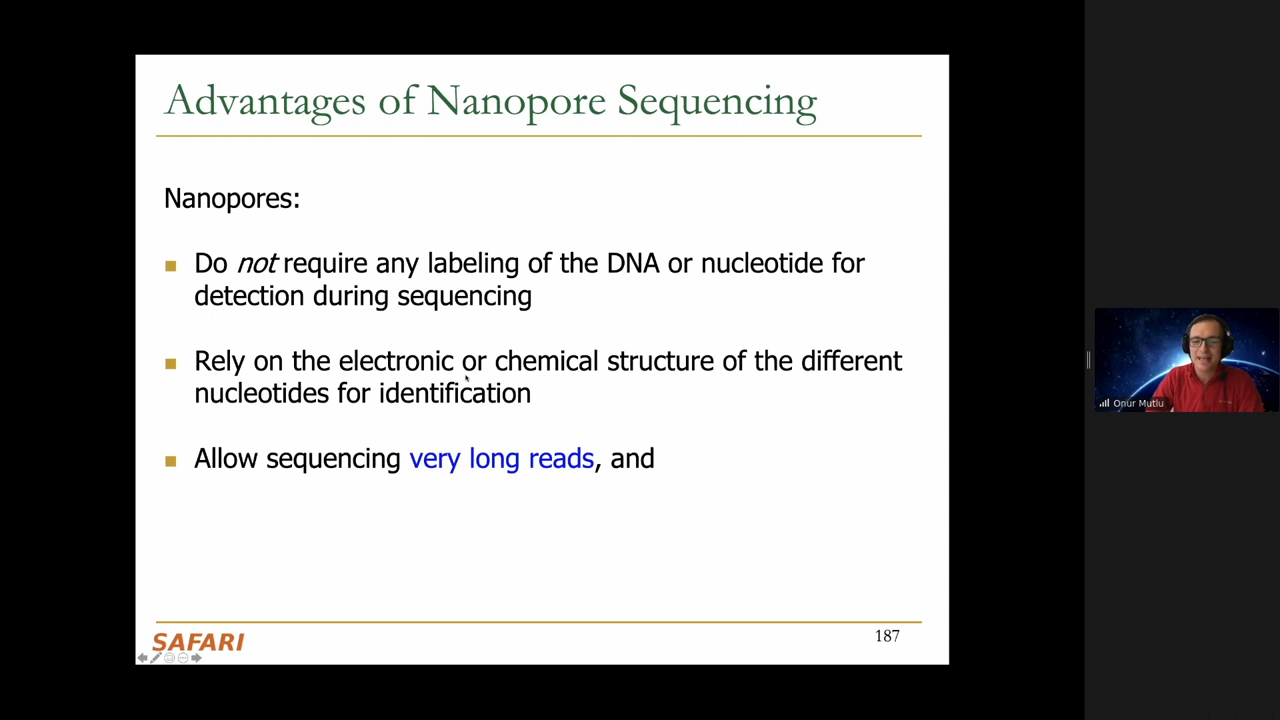 Advantages of Nanopore Sequencing
Nanopores:
Do not require any labeling of the DNA or nucleotide for
detection during sequencing
Rely on the electronic or chemical structure of the different
nucleotides for identification
Allow sequencing very long reads, and
SAFARI
187
Onur Mutlu